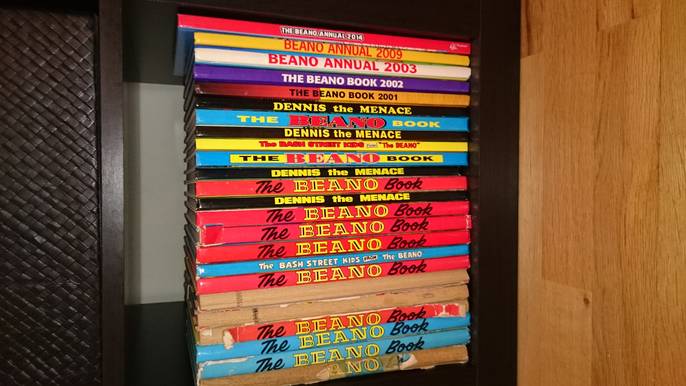 THE BEANO ANNUAL 2014
BEANO ANNUAL 2009
BEANO ANNUAL 2003
THE BEANO BOOK 2002
THE BEANO BOOK 2001
DENNIS the MENACE
THE BEANO BOOK
DENNIS the MENACE
THE BASH STREET KIDS from "The BEANO"
THE BEANO BOOK
DENNIS the MENACE
The BEANO Book
DENNIS the MENACE
The BEANO Book
The BEANO Book
The BEANO Book
The BASH STREET KIDS from The BEANO
The BEANO Book
The BEANO Book
The BEANO Book
The BEANO Book
NO